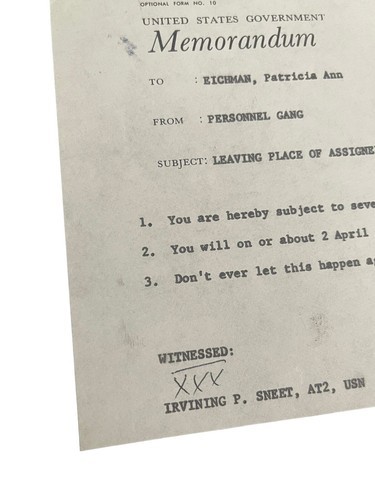 OPTIONAL FORM NO. 10
UNITED STATES GOVERNMENT
Memorandum
TO : EICHMAN, Patricia Ann
FROM : PERSONNEL GANG
SUBJECT: LEAVING PLACE OF ASSIGNE
1. You are hereby subject to seve
2. You will on or about 2 April
3. Don't ever let this happen a
WITNESSED:
XXX
IRVINING P. SNEET, AT2, USN